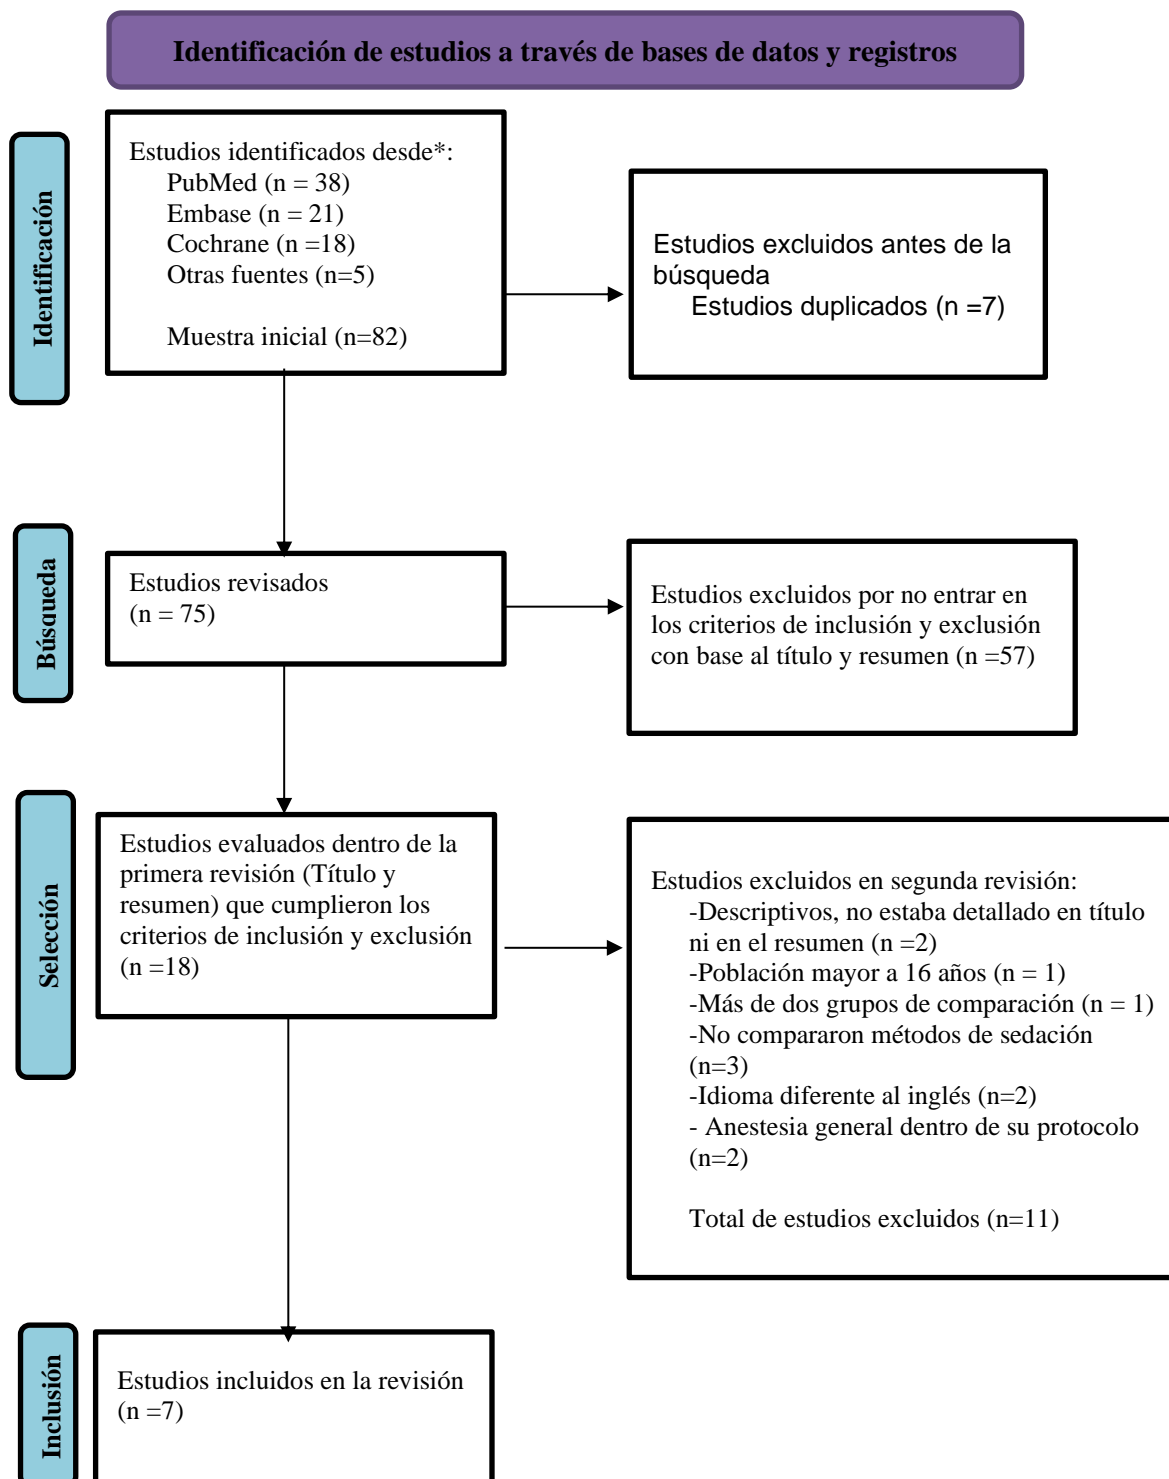 Identificación de estudios a través de bases de datos y registros
Identificación
Estudios identificados desde*:
PubMed (n = 38)
Embase (n = 21)
Cochrane (n =18)
Otras fuentes (n=5)
Muestra inicial (n=82)
Estudios excluidos antes de la
búsqueda
Estudios duplicados (n =7)
Búsqueda
Estudios revisados
(n = 75)
Estudios excluidos por no entrar en
los criterios de inclusión y exclusión
con base al título y resumen (n =57)
Selección
Estudios evaluados dentro de la
primera revisión (Título y
resumen) que cumplieron los
criterios de inclusión y exclusión
(n =18)
Estudios excluidos en segunda revisión:
-Descriptivos, no estaba detallado en título
ni en el resumen (n =2)
-Población mayor a 16 años (n = 1)
-Más de dos grupos de comparación (n = 1)
-No compararon métodos de sedación
(n=3)
-Idioma diferente al inglés (n=2)
- Anestesia general dentro de su protocolo
(n=2)
Total de estudios excluidos (n=11)
Inclusión
Estudios incluidos en la revisión
(n =7)